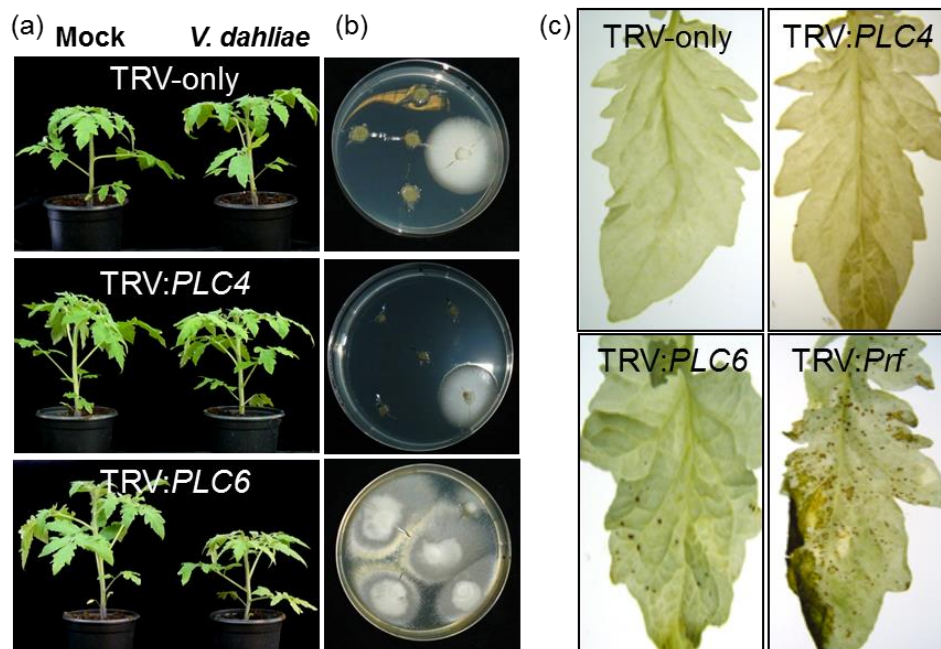 (a)
Mock
V. dahliae
(b)
(c)
TRV-only
TRV:PLC4
TRV:PLC6
TRV-only
TRV:PLC4
TRV:PLC6
TRV:Prf